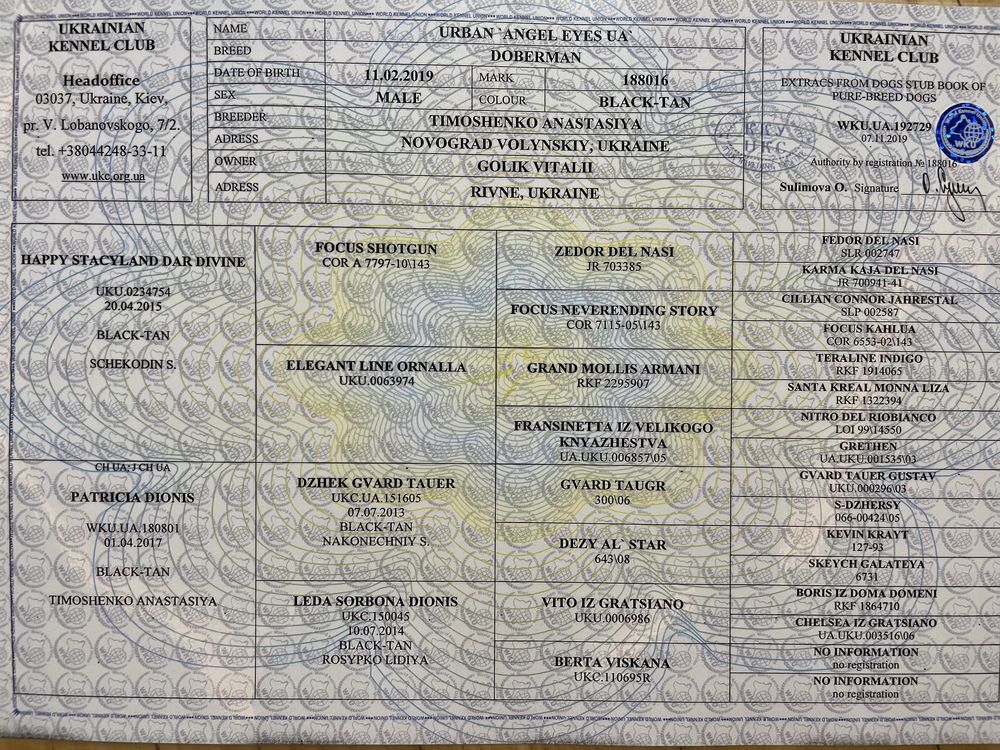 UKRAINIAN
KENNEL CLUB
Headoffice
03037, Ukraine, Kiev,
pr. V. Lobanovskogo, 7/2.
tel. +38044248-33-11
www.ukc.org.ua
NAME URBAN `ANGEL EYES UA`
BREED DOBERMAN
DATE OF BIRTH 11.02.2019 MARK 188016
SEX MALE COLOUR BLACK-TAN
BREEDER TIMOSHENKO ANASTASIYA
ADRESS NOVOGRAD VOLYNSKIY, UKRAINE
OWNER GOLIK VITALII
ADRESS RIVNE, UKRAINE
UKRAINIAN
KENNEL CLUB
EXTRACS FROM DOGS STUB BOOK OF
PURE-BREED DOGS
WKU.UA.192729
07.11.2019
WKU
Authority by registration № 188016
Sulimova O. Signature
HAPPY STACYLAND DAR DIVINE
UKU.0234754
20.04.2015
BLACK-TAN
SCHEKODIN S.
CH UA; J CH UA
PATRICIA DIONIS
WKU.UA.180801
01.04.2017
BLACK-TAN
TIMOSHENKO ANASTASIYA
FOCUS SHOTGUN
COR A 7797-10\143
ELEGANT LINE ORNALLA
UKU.0063974
DZHEK GVARD TAUER
UKC.UA.151605
07.07.2013
BLACK-TAN
NAKONECHNIY S.
LEDA SORBONA DIONIS
UKC.150045
10.07.2014
BLACK-TAN
ROSYPKO LIDIYA
ZEDOR DEL NASI
JR 703385
FOCUS NEVERENDING STORY
COR 7115-05\143
GRAND MOLLIS ARMANI
RKF 2295907
FRANSINETTA IZ VELIKOGO
KNYAZHESTVA
UA.UKU.006857\05
GVARD TAUGR
300\06
DEZY AL` STAR
643\08
VITO IZ GRATSIANO
UKU.0006986
BERTA VISKANA
UKC.110695R
FEDOR DEL NASI
SLR 002747
KARMA KAJA DEL NASI
JR 700941-41
CILLIAN CONNOR JAHRESTAL
SLP 002587
FOCUS KAHLUA
COR 6553-02\143
TERALINE INDIGO
RKF 1914065
SANTA KREAL MONNA LIZA
RKF 1322394
NITRO DEL RIOBIANCO
LOI 99\14550
GRETHEN
UA.UKU.001535\03
GVARD TAUER GUSTAV
UKU.000296\03
S-DZHERSY
066-00424\05
KEVIN KRAYT
127-93
SKEYCH GALATEYA
6731
BORIS IZ DOMA DOMENI
RKF 1864710
CHELSEA IZ GRATSIANO
UA.UKU.003516\06
NO INFORMATION
no registration
NO INFORMATION
no registration